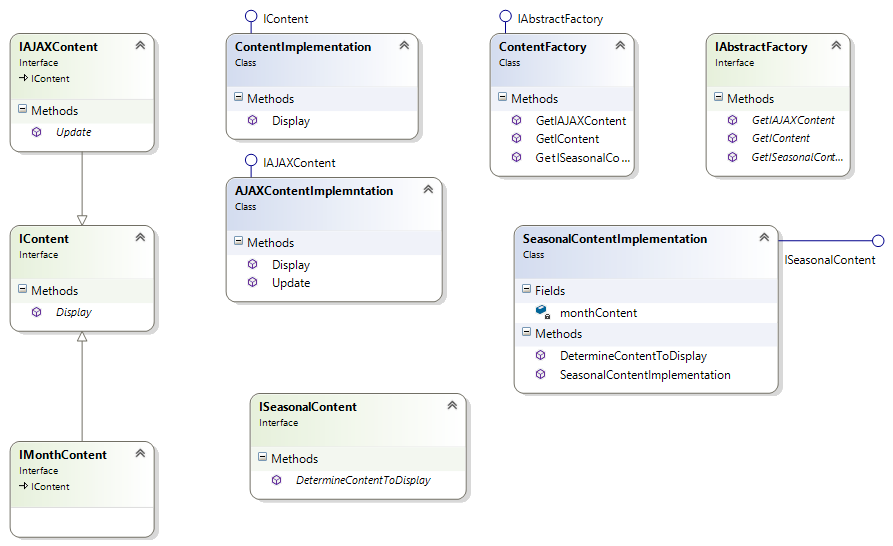 IAJAXContent
Interface
IContent
Methods
Update
IContent
Interface
Methods
Display
IMonthContent
Interface
IContent
IContent
ContentImplementation
Class
Methods
Display
IAJAXContent
AJAXContentImplemntation
Class
Methods
Display
Update
ISeasonalContent
Interface
Methods
DetermineContentToDisplay
IAbstractFactory
ContentFactory
Class
Methods
GetIAJAXContent
GetIContent
GetISeasonalCo...
IAbstractFactory
Interface
Methods
GetIAJAXContent
GetIContent
GetISeasonalCont...
SeasonalContentImplementation
Class
Fields
monthContent
Methods
DetermineContentToDisplay
SeasonalContentImplementation
ISeasonalContent